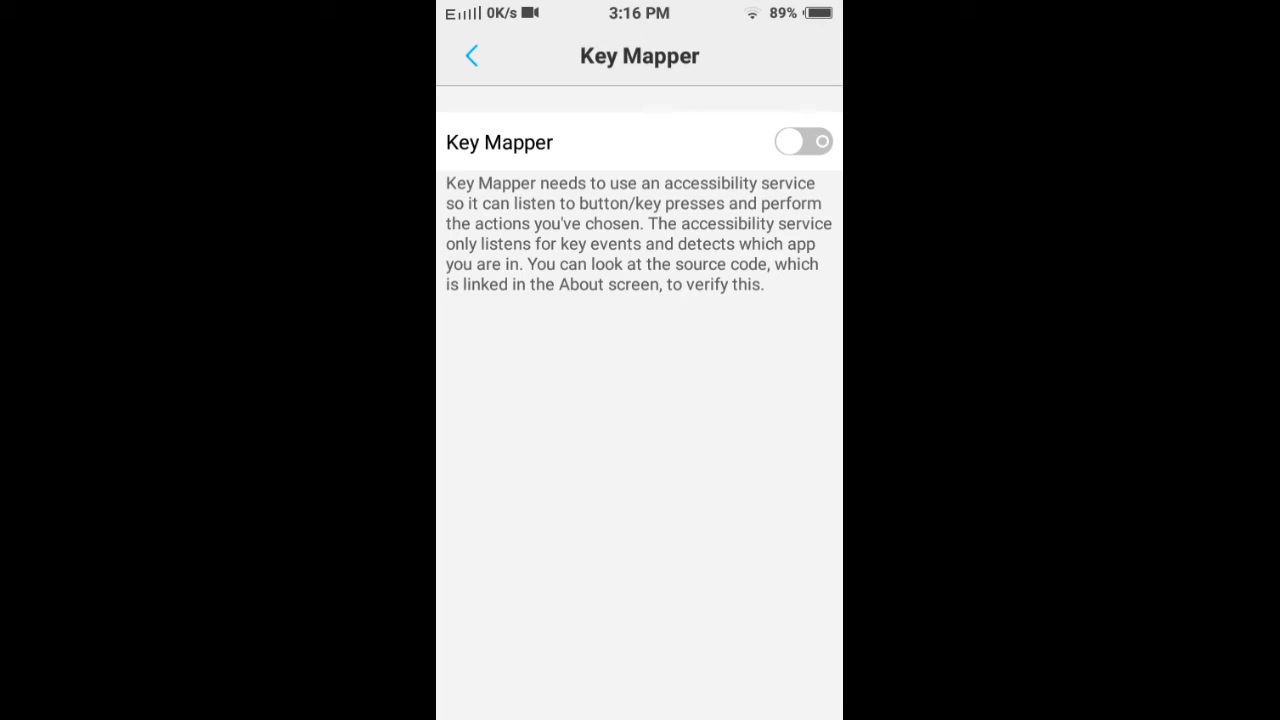 E 0K/s 3:16 PM 89%
Key Mapper
Key Mapper
Key Mapper needs to use an accessibility service
so it can listen to button/key presses and perform
the actions you've chosen. The accessibility service
only listens for key events and detects which app
you are in. You can look at the source code, which
is linked in the About screen, to verify this.